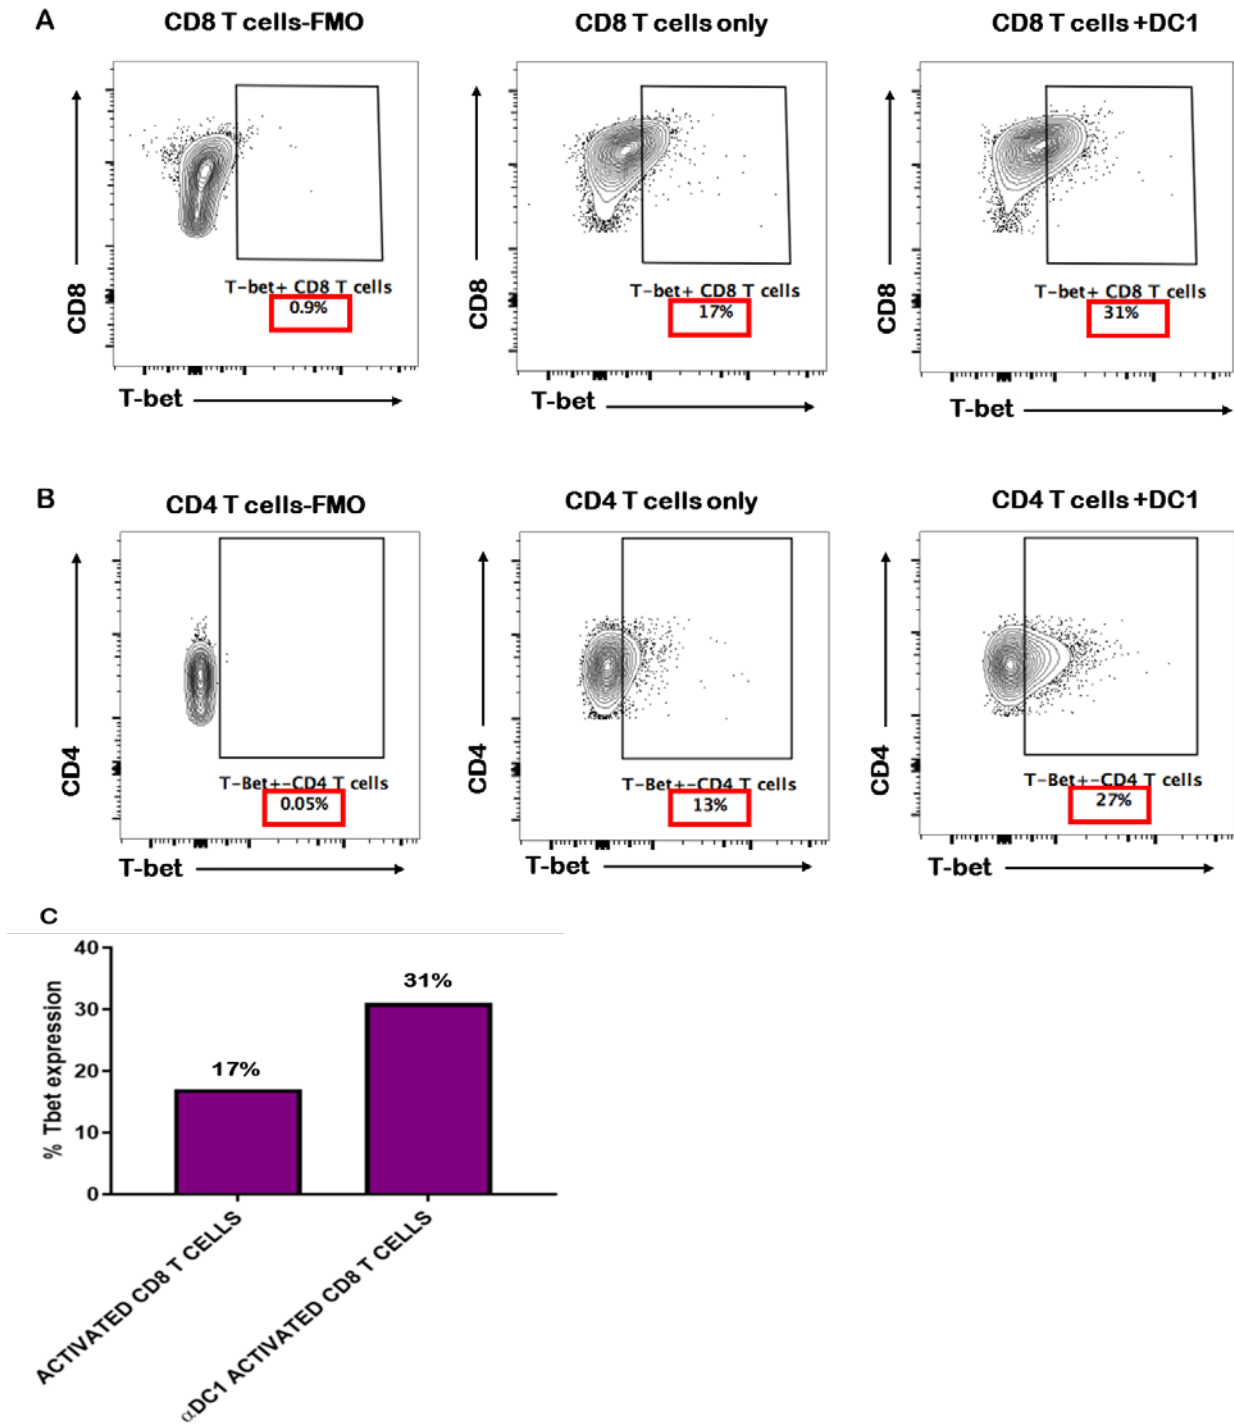 A
CD8 T cells-FMO
CD8 T cells only
CD8 T cells +DC1
CD8
T-bet+ CD8 T cells
0.9%
T-bet
CD8
T-bet+ CD8 T cells
17%
T-bet
CD8
T-bet+ CD8 T cells
31%
T-bet
B
CD4 T cells-FMO
CD4 T cells only
CD4 T cells +DC1
CD4
T-Bet+-CD4 T cells
0.05%
T-bet
CD4
T-Bet+-CD4 T cells
13%
T-bet
CD4
T-Bet+-CD4 T cells
27%
T-bet
C
% Tbet expression
40
30
20
10
0
17%
31%
ACTIVATED CD8 T CELLS
αDC1 ACTIVATED CD8 T CELLS